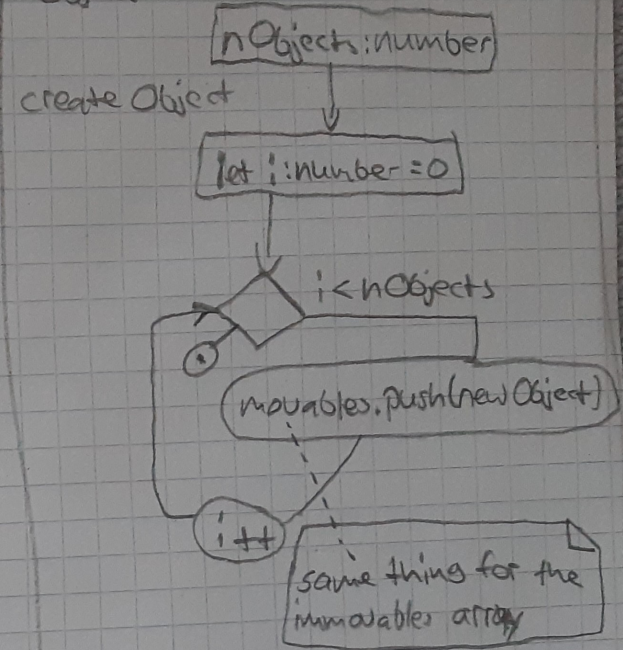 nObjects:number
create Object
let i:number=0
i<nObjects
movables.push(new Object)
i++
same thing for the
immovables array